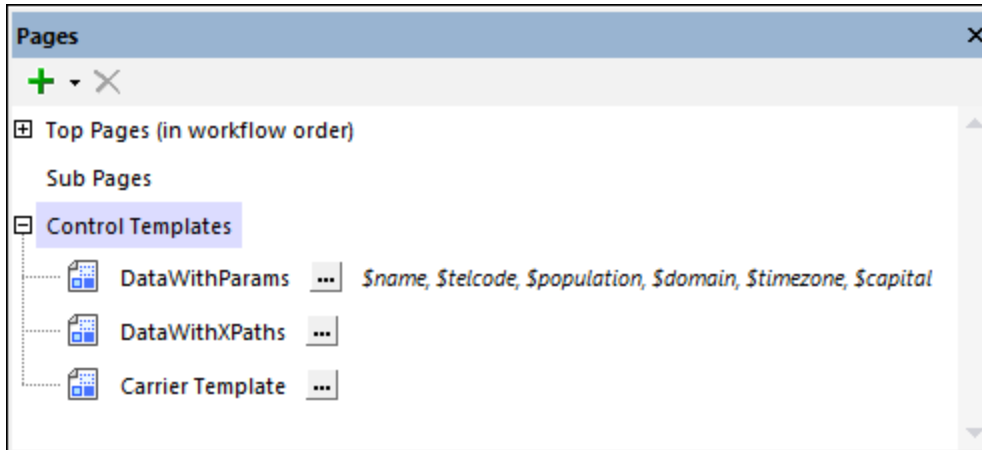 Pages
Top Pages (in workflow order)
Sub Pages
Control Templates
DataWithParams ... $name, $telcode, $population, $domain, $timezone, $capital
DataWithXPaths ...
Carrier Template ...